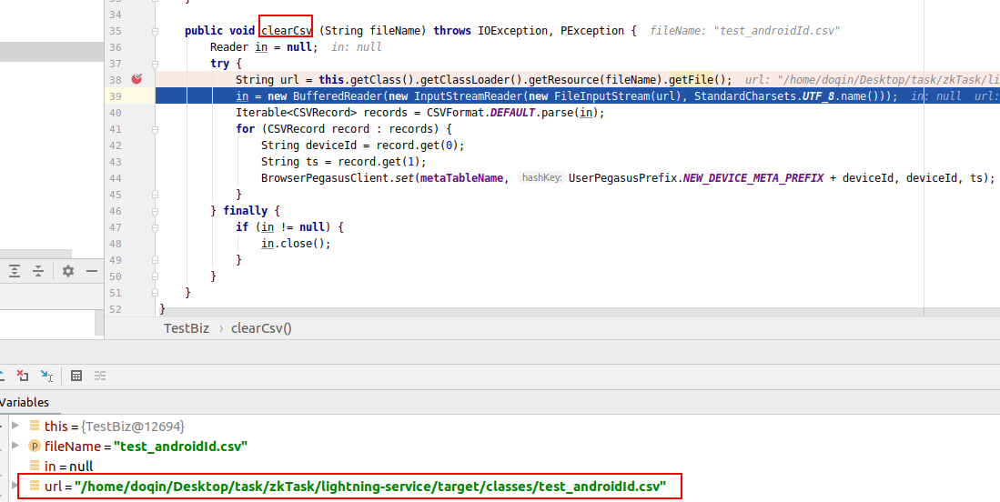 34
35 public void clearCsv (String fileName) throws IOException, PException { fileName: "test_androidId.csv"
36 Reader in = null; in: null
37 try {
38 String url = this.getClass().getClassLoader().getResource(fileName).getFile(); url: "/home/doqin/Desktop/task/zkTask/li
39 in = new BufferedReader(new InputStreamReader(new FileInputStream(url), StandardCharsets.UTF_8.name())); in: null url:
40 Iterable<CSVRecord> records = CSVFormat.DEFAULT.parse(in);
41 for (CSVRecord record : records) {
42 String deviceId = record.get(0);
43 String ts = record.get(1);
44 BrowserPegasusClient.set(metaTableName, hashKey: UserPegasusPrefix.NEW_DEVICE_META_PREFIX + deviceId, deviceId, ts);
45 }
46 } finally {
47 if (in != null) {
48 in.close();
49 }
50 }
51 }
52 }
TestBiz › clearCsv()
Variables
this = {TestBiz@12694}
p fileName = "test_androidId.csv"
in = null
url = "/home/doqin/Desktop/task/zkTask/lightning-service/target/classes/test_androidId.csv"